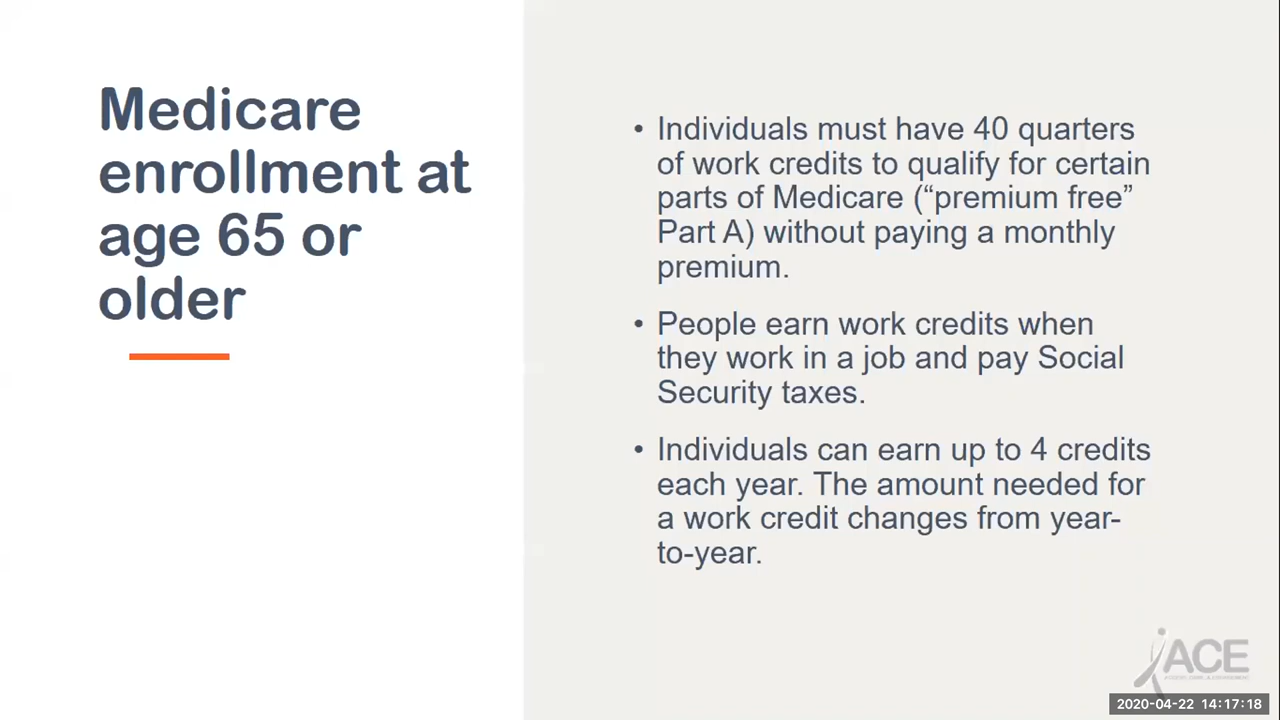 Medicare
enrollment at
age 65 or
older
• Individuals must have 40 quarters
of work credits to qualify for certain
parts of Medicare (“premium free”
Part A) without paying a monthly
premium.
• People earn work credits when
they work in a job and pay Social
Security taxes.
• Individuals can earn up to 4 credits
each year. The amount needed for
a work credit changes from year-
to-year.
ACE
2020-04-22 14:17:18